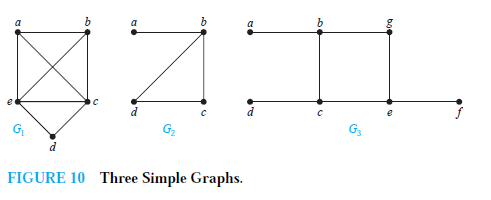 a b a b a b g
e c d c d c e f
G₁ G₂ G₃
d
FIGURE 10 Three Simple Graphs.